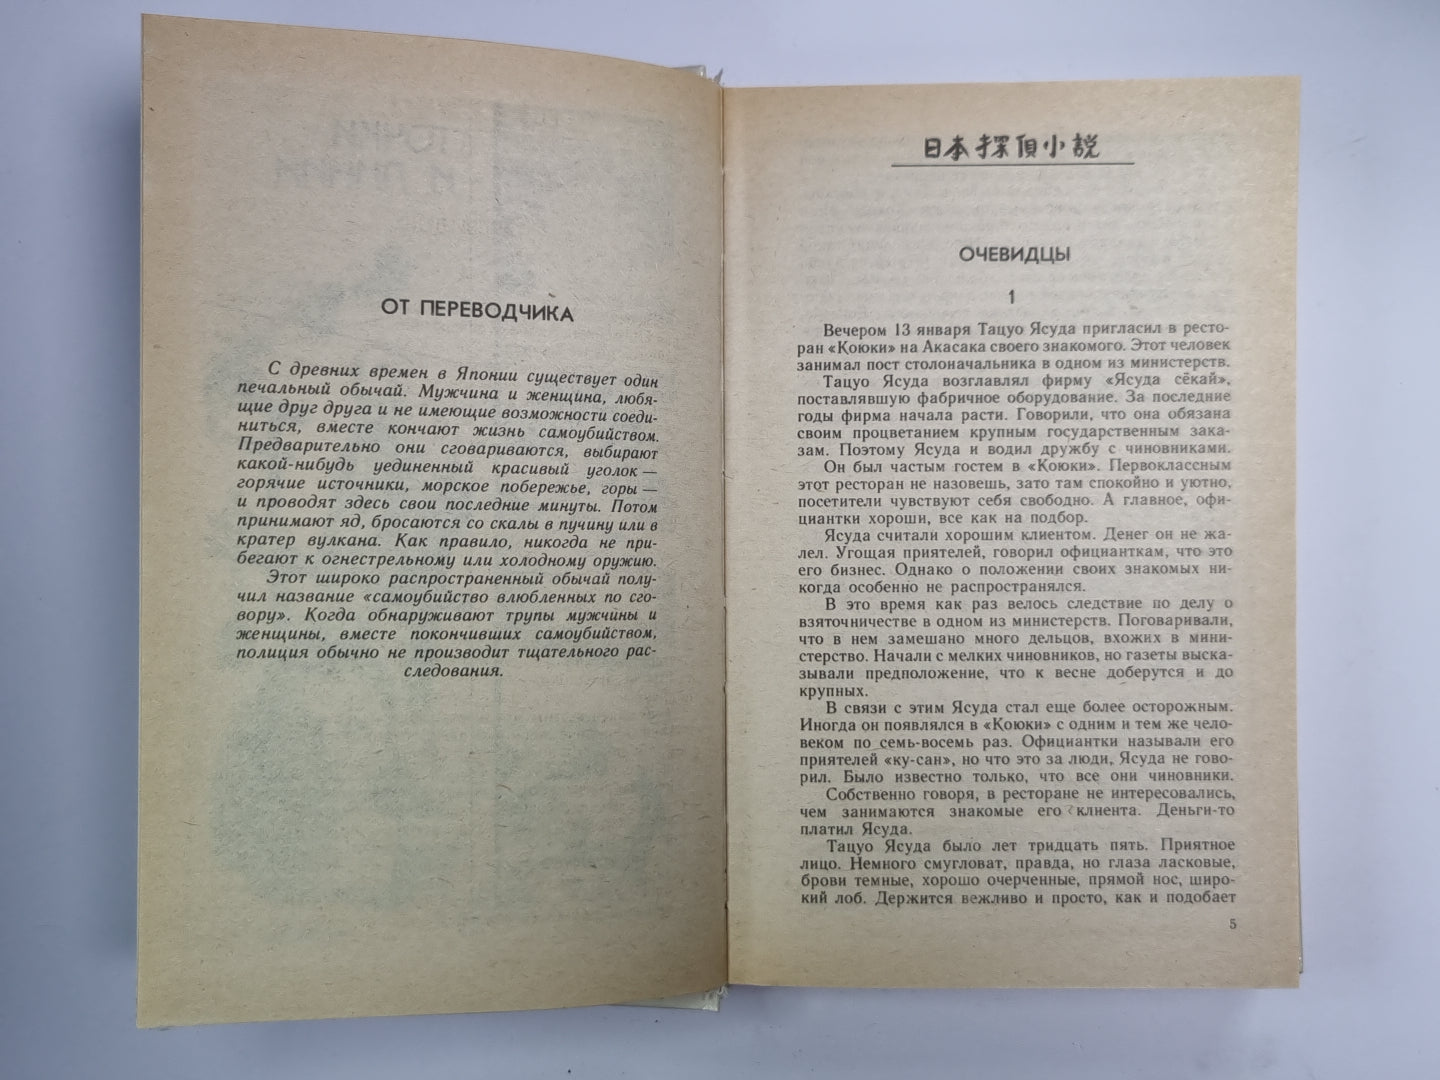 ОТ ПЕРЕВОДЧИКА
С древних времен в Японии существует один
печальный обычай. Мужчина и женщина, любя-
щие друг друга и не имеющие возможности соеди-
ниться, вместе кончают жизнь самоубийством.
Предварительно они сговариваются, выбирают
какой-нибудь уединенный красивый уголок —
горячие источники, морское побережье, горы —
и проводят здесь свои последние минуты. Потом
принимают яд, бросаются со скалы в пучину или в
кратер вулкана. Как правило, никогда не при-
бегают к огнестрельному или холодному оружию.
Этот широко распространенный обычай полу-
чил название «самоубийство влюбленных по сго-
вору». Когда обнаруживают трупы мужчины и
женщины, вместе покончивших самоубийством,
полиция обычно не производит тщательного рас-
следования.
日本探偵小説
ОЧЕВИДЦЫ
1
Вечером 13 января Тацуо Ясуда пригласил в ресто-
ран «Коюки» на Акасака своего знакомого. Этот человек
занимал пост столоначальника в одном из министерств.
Тацуо Ясуда возглавлял фирму «Ясуда сёкай»,
поставлявшую фабричное оборудование. За последние
годы фирма начала расти. Говорили, что она обязана
своим процветанием крупным государственным зака-
зам. Поэтому Ясуда и водил дружбу с чиновниками.
Он был частым гостем в «Коюки». Первоклассным
этот ресторан не назовешь, зато там спокойно и уютно,
посетители чувствуют себя свободно. А главное, офи-
циантки хороши, все как на подбор.
Ясуда считали хорошим клиентом. Денег он не жа-
лел. Угощая приятелей, говорил официанткам, что это
его бизнес. Однако о положении своих знакомых ни-
когда особенно не распространялся.
В это время как раз велось следствие по делу о
взяточничестве в одном из министерств. Поговаривали,
что в нем замешано много дельцов, вхожих в мини-
стерство. Начали с мелких чиновников, но газеты выска-
зывали предположение, что к весне доберутся и до
крупных.
В связи с этим Ясуда стал еще более осторожным.
Иногда он появлялся в «Коюки» с одним и тем же чело-
веком по семь-восемь раз. Официантки называли его
приятелей «ку-сан», но что это за люди, Ясуда не гово-
рил. Было известно только, что все они чиновники.
Собственно говоря, в ресторане не интересовались,
чем занимаются знакомые его клиента. Деньги-то
платил Ясуда.
Тацуо Ясуда было лет тридцать пять. Приятное
лицо. Немного смугловат, правда, но глаза ласковые,
брови темные, хорошо очерченные, прямой нос, широ-
кий лоб. Держится вежливо и просто, как и подобает
5